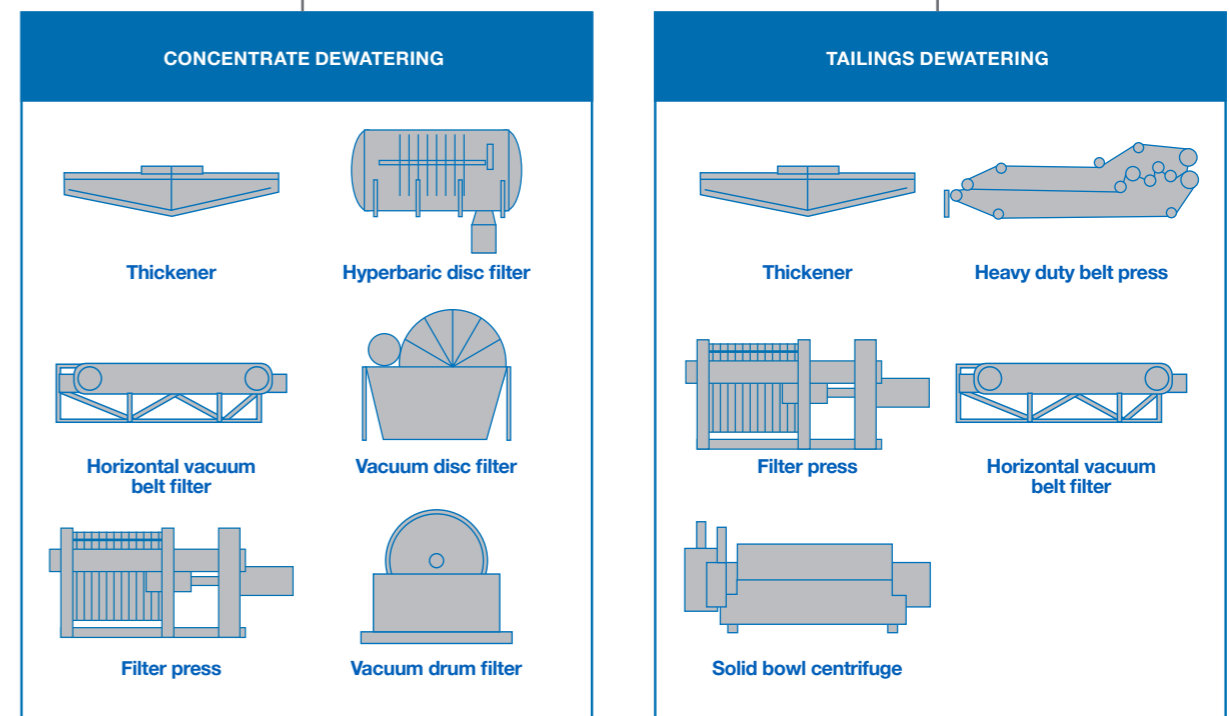 CONCENTRATE DEWATERING
Thickener
Hyperbaric disc filter
Horizontal vacuum
belt filter
Vacuum disc filter
Filter press
Vacuum drum filter
TAILINGS DEWATERING
Thickener
Heavy duty belt press
Filter press
Horizontal vacuum
belt filter
Solid bowl centrifuge